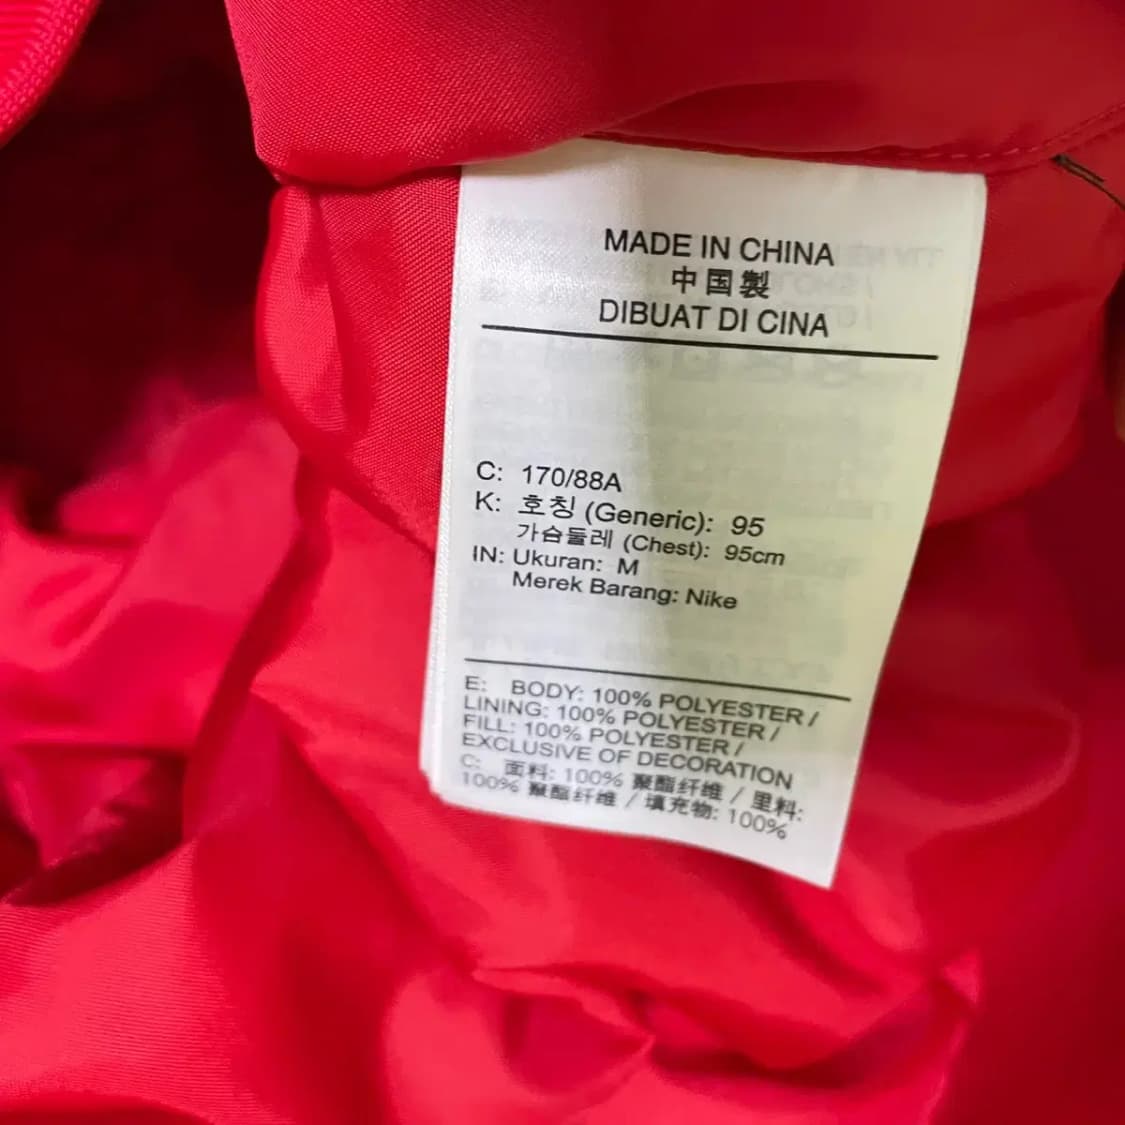 MADE IN CHINA
中国製
DIBUAT DI CINA
C: 170/88A
K: 호칭 (Generic): 95
가슴둘레 (Chest): 95cm
IN: Ukuran: M
Merek Barang: Nike
E: BODY: 100% POLYESTER /
LINING: 100% POLYESTER /
FILL: 100% POLYESTER /
EXCLUSIVE OF DECORATION
C: 面料: 100% 聚酯纤维 / 里料:
100% 聚酯纤维 / 填充物: 100%